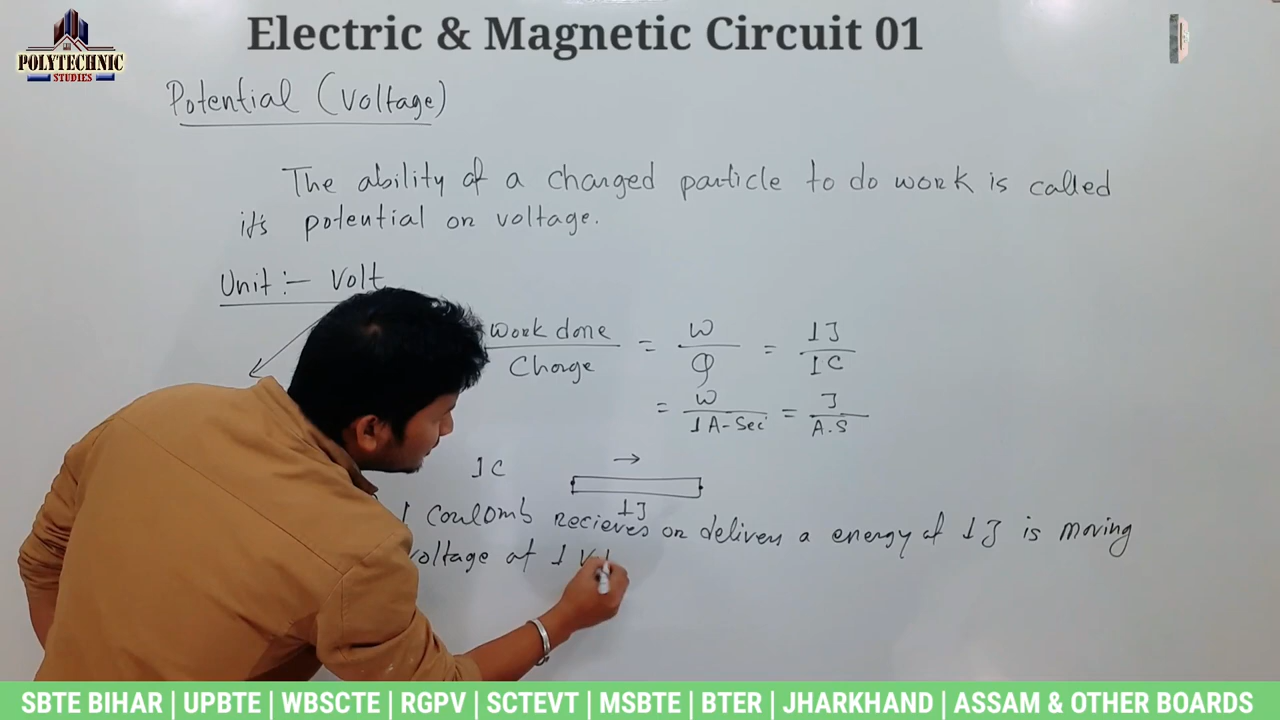 Electric & Magnetic Circuit 01
POLYTECHNIC
STUDIES
Potential (Voltage)
The ability of a charged particle to do work is called
it's potential or voltage.
Unit :- Volt
Work done / Charge = W / Q = 1J / 1C
= W / 1 A-Sec = J / A.S
1C →
1J
1 Coulomb recieves or delivers a energy of 1J is moving
voltage of 1
SBTE BIHAR | UPBTE | WBSCTE | RGPV | SCTEVT | MSBTE | BTER | JHARKHAND | ASSAM & OTHER BOARDS